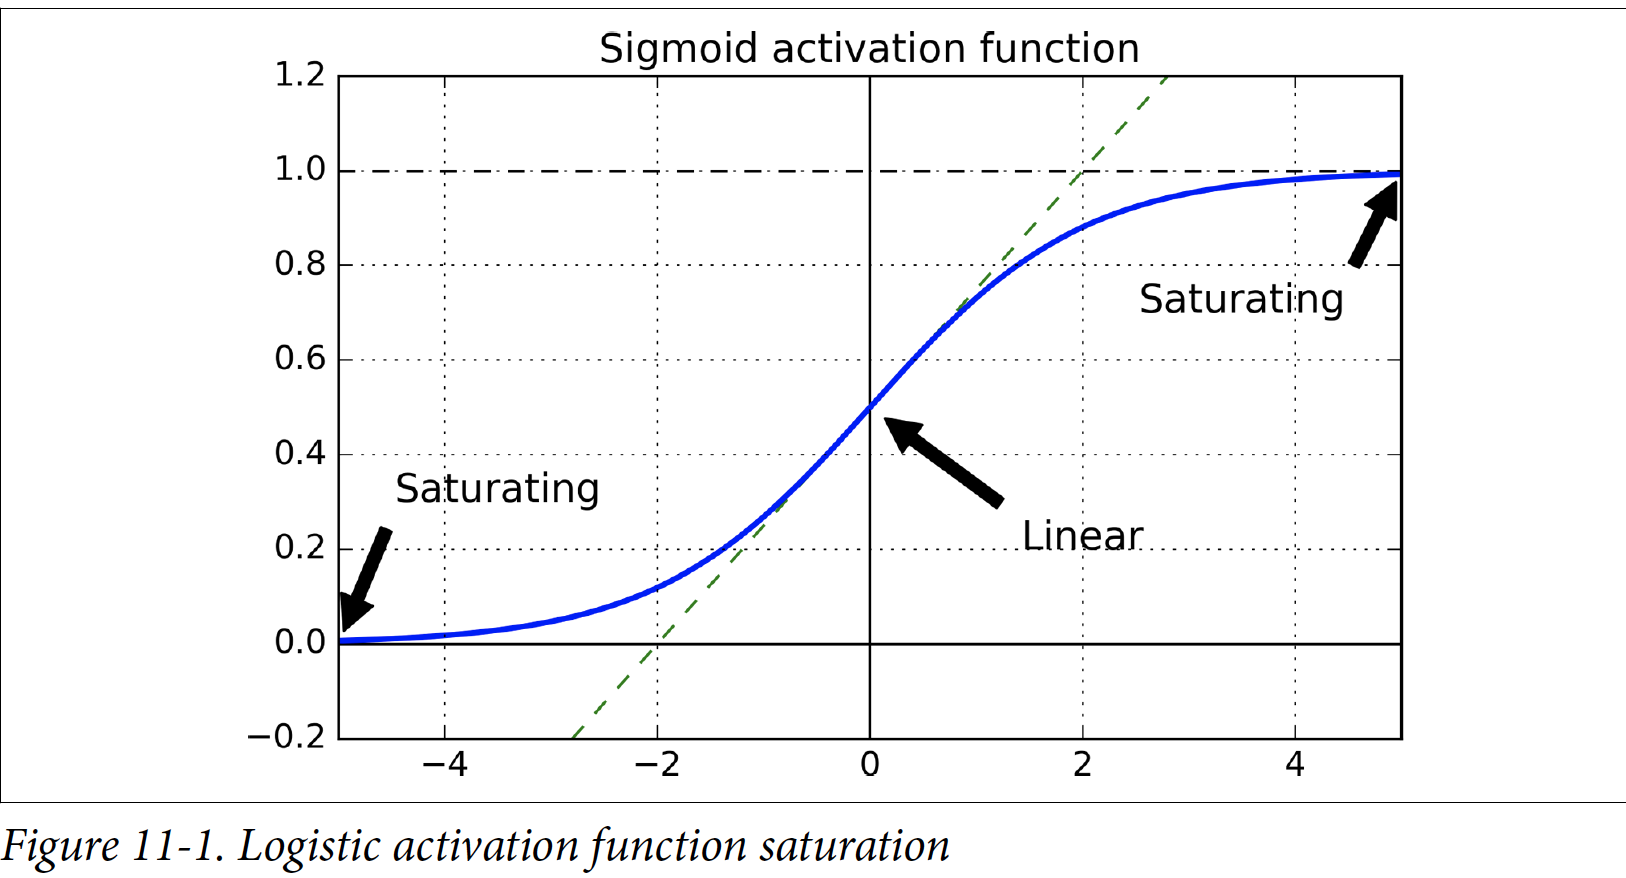 Sigmoid activation function
1.2
1.0
0.8
Saturating
0.6
0.4
Saturating
Linear
0.2
0.0
−0.2
−4 −2 0 2 4
Figure 11-1. Logistic activation function saturation